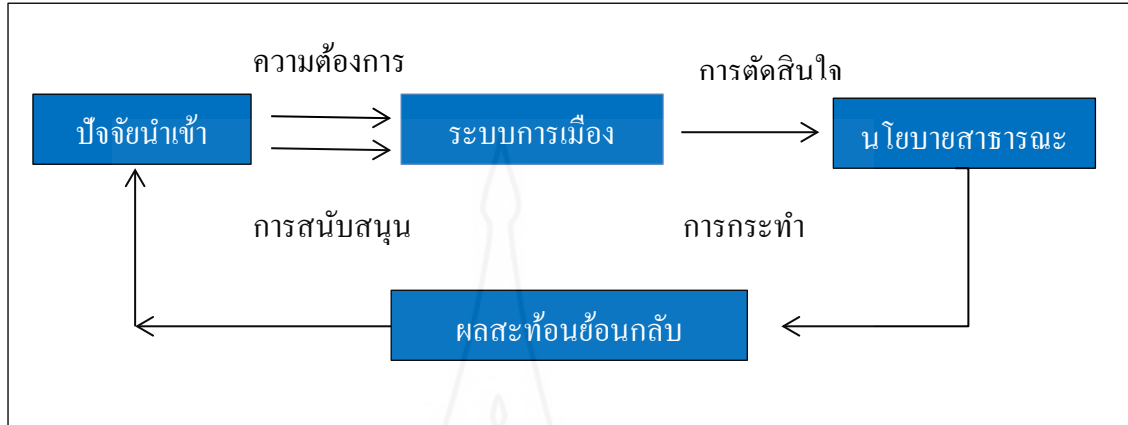 ความต้องการ
การตัดสินใจ
ปัจจัยนำเข้า
ระบบการเมือง
นโยบายสาธารณะ
การสนับสนุน
การกระทำ
ผลสะท้อนย้อนกลับ